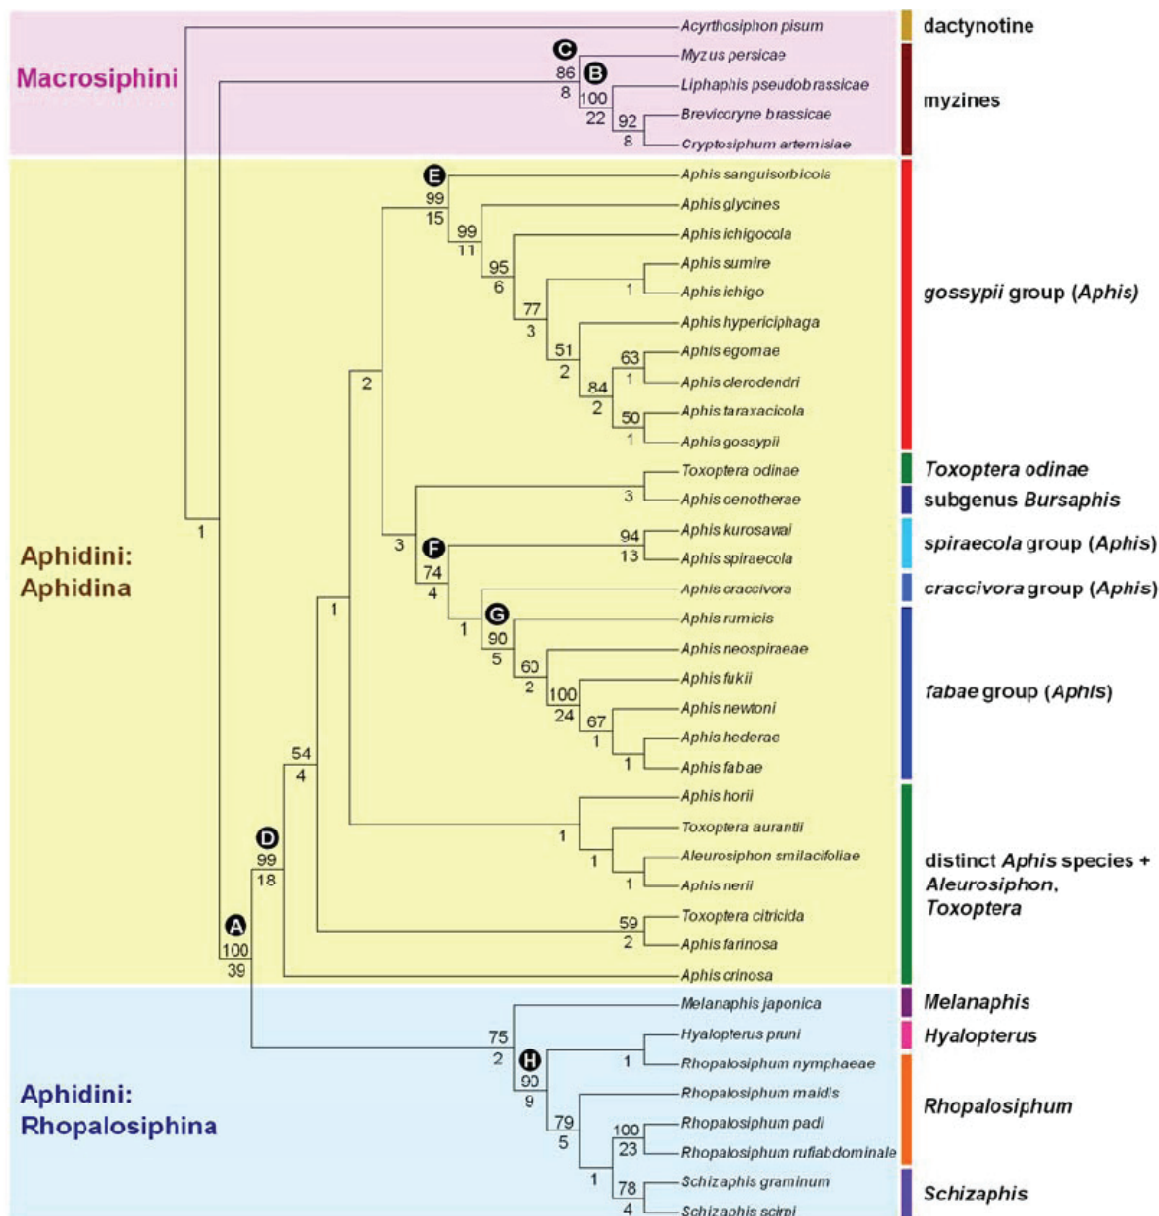 Acyrthosiphon pisum
dactynotine
Macrosiphini
C
Myzus persicae
86
8
B
Liphaphis pseudobrassicae
100
22
myzines
Brevicoryne brassicae
92
8
Cryptosiphum artemisiae
E
Aphis sanguisorbicola
99
15
Aphis glycines
99
11
Aphis ichigocola
95
6
Aphis sumire
1
Aphis ichigo
gossypii group (Aphis)
77
3
Aphis hypericiphaga
51
2
Aphis egomae
63
1
Aphis clerodendri
84
2
2
Aphis taraxacicola
50
1
Aphis gossypii
Toxoptera odinae
Toxoptera odinae
3
Aphis oenotherae
subgenus Bursaphis
1
3
Aphis kurosawai
94
13
Aphis spiraecola
spiraecola group (Aphis)
F
74
4
Aphidini:
Aphidina
Aphis craccivora
craccivora group (Aphis)
1
1
G
Aphis rumicis
90
5
Aphis neospiraeae
60
2
Aphis fukii
100
24
fabae group (Aphis)
Aphis newtoni
67
1
Aphis hederae
1
Aphis fabae
54
4
Aphis horii
1
Toxoptera aurantii
1
Aleurosiphon smilacifoliae
1
Aphis nerii
distinct Aphis species +
Aleurosiphon,
Toxoptera
D
99
18
Toxoptera citricida
59
2
Aphis farinosa
A
100
39
Aphis crinosa
Melanaphis japonica
Melanaphis
75
2
Hyalopterus pruni
Hyalopterus
1
Rhopalosiphum nymphaeae
H
90
9
Rhopalosiphum maidis
Rhopalosiphum
79
5
Aphidini:
Rhopalosiphina
Rhopalosiphum padi
100
23
Rhopalosiphum rufiabdominale
1
Schizaphis graminum
78
4
Schizaphis scirpi
Schizaphis